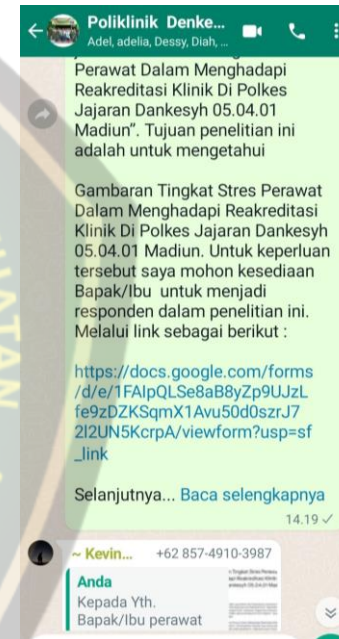 Poliklinik Denke...
Adel, adelia, Dessy, Diah, ...
Perawat Dalam Menghadapi
Reakreditasi Klinik Di Polkes
Jajaran Dankesyh 05.04.01
Madiun". Tujuan penelitian ini
adalah untuk mengetahui
Gambaran Tingkat Stres Perawat
Dalam Menghadapi Reakreditasi
Klinik Di Polkes Jajaran Dankesyh
05.04.01 Madiun. Untuk keperluan
tersebut saya mohon kesediaan
Bapak/Ibu untuk menjadi
responden dalam penelitian ini.
Melalui link sebagai berikut :
https://docs.google.com/forms
/d/e/1FAIpQLSe8aB8yZp9UJzL
fe9zDZKSqmX1Avu50d0szrJ7
2I2UN5KcrpA/viewform?usp=sf
_link
Selanjutnya... Baca selengkapnya
14.19
~ Kevin... +62 857-4910-3987
Anda
Kepada Yth.
Bapak/Ibu perawat